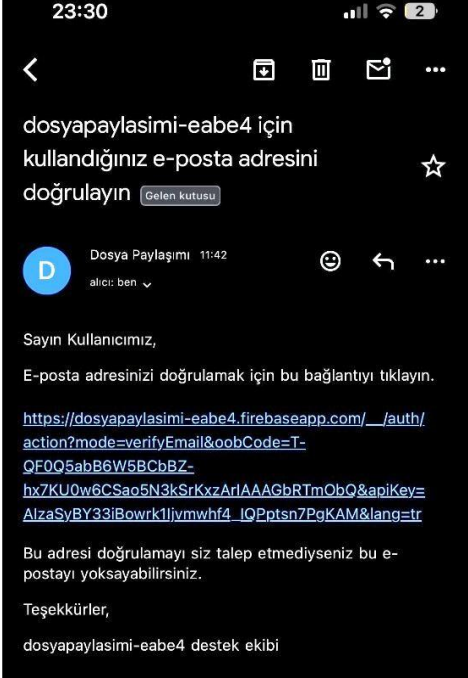 23:30
2
dosyapaylasimi-eabe4 için
kullandığınız e-posta adresini
doğrulayın Gelen kutusu
D
Dosya Paylaşımı 11:42
alıcı: ben
Sayın Kullanıcımız,
E-posta adresinizi doğrulamak için bu bağlantıyı tıklayın.
https://dosyapaylasimi-eabe4.firebaseapp.com/__/auth/
action?mode=verifyEmail&oobCode=T-
QF0Q5abB6W5BCbBZ-
hx7KU0w6CSao5N3kSrKxzArIAAAGbRTmObQ&apiKey=
AIzaSyBY33iBowrk1Ijvmwhf4_IQPptsn7PgKAM&lang=tr
Bu adresi doğrulamayı siz talep etmediyseniz bu e-
postayı yoksayabilirsiniz.
Teşekkürler,
dosyapaylasimi-eabe4 destek ekibi